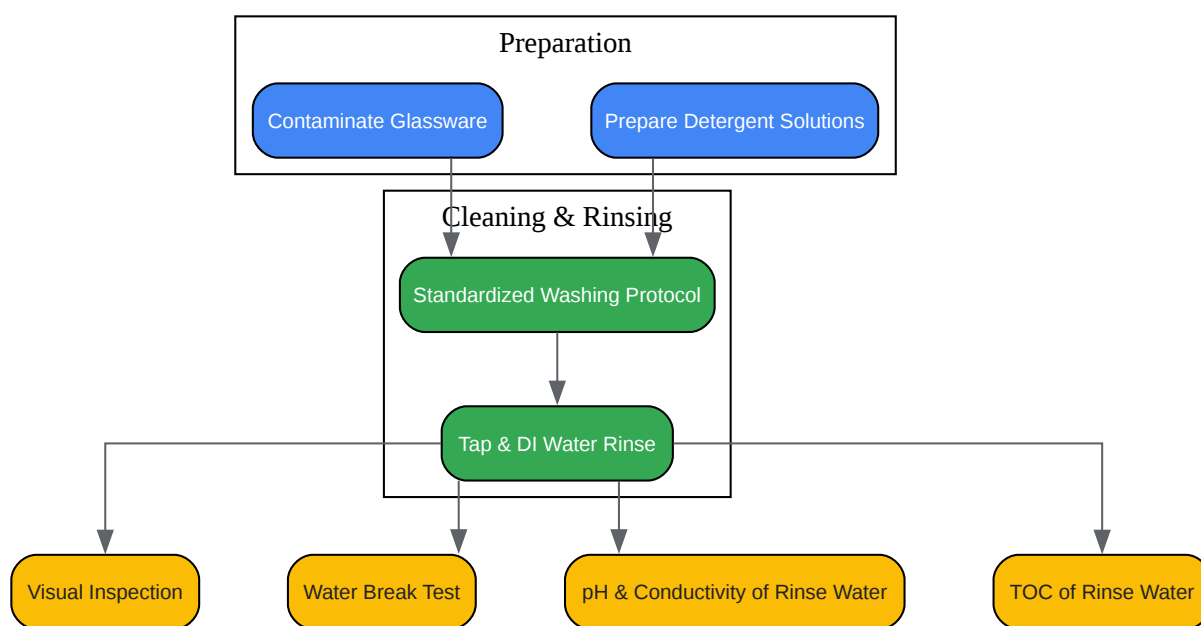 Preparation
Contaminate Glassware
Prepare Detergent Solutions
Cleaning & Rinsing
Standardized Washing Protocol
Tap & DI Water Rinse
Visual Inspection
Water Break Test
pH & Conductivity of Rinse Water
TOC of Rinse Water